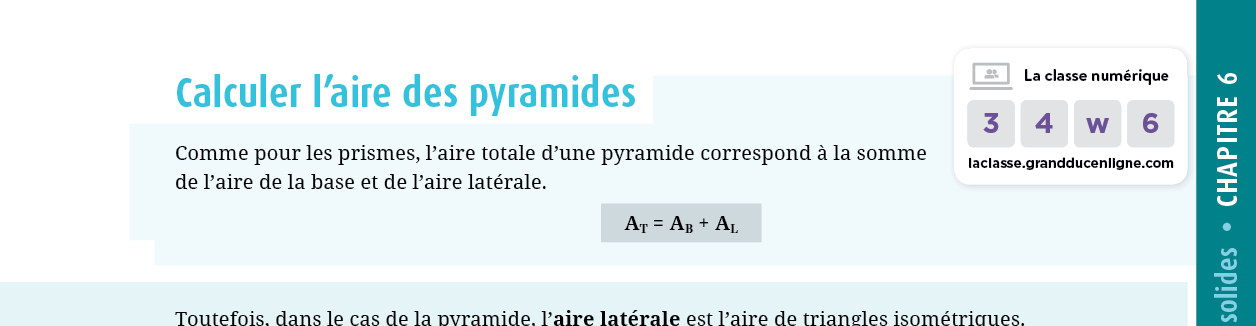 Calculer l’aire des pyramides
La classe numérique
3 4 w 6
laclasse.grandducenligne.com
Comme pour les prismes, l’aire totale d’une pyramide correspond à la somme
de l’aire de la base et de l’aire latérale.
A_T = A_B + A_L
Toutefois, dans le cas de la pyramide, l’aire latérale est l’aire de triangles isométriques.
solides • CHAPITRE 6